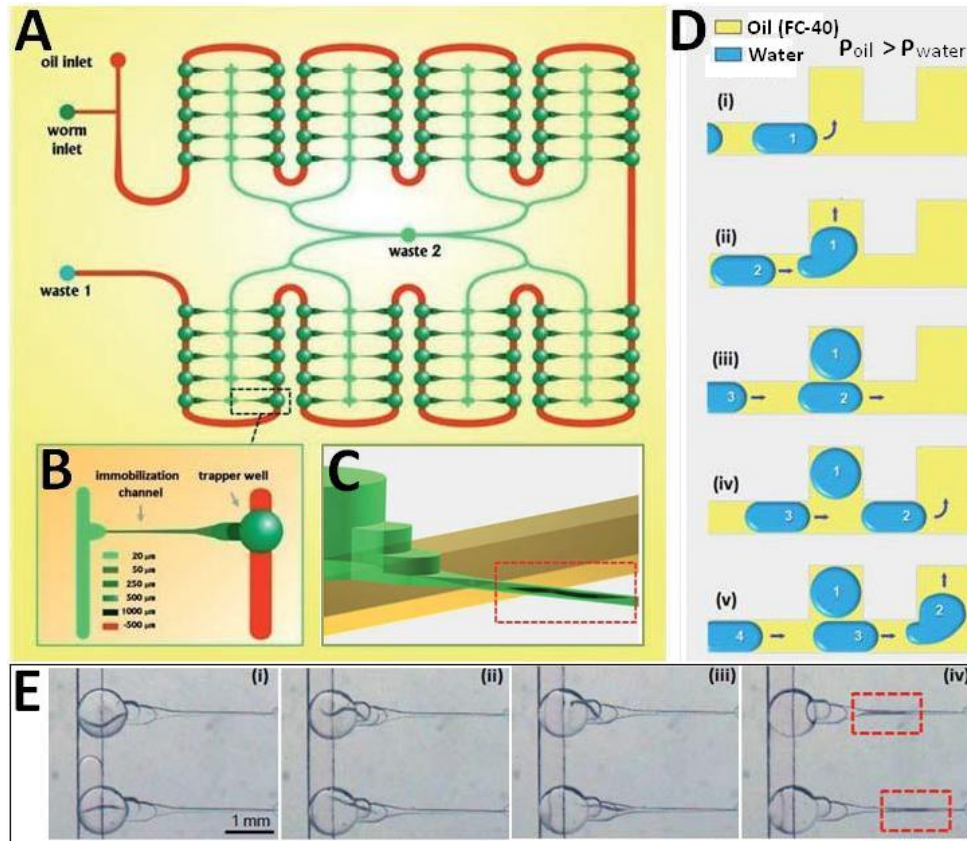 A
oil inlet
worm
inlet
waste 2
waste 1
B
immobilization
channel
trapper well
20 µm
50 µm
250 µm
500 µm
1000 µm
-500 µm
C
D
Oil (FC-40)
Water
Poil > Pwater
(i)
1
(ii)
1
2
(iii)
1
3
2
(iv)
1
3
2
(v)
1
2
4
3
E
(i)
(ii)
(iii)
(iv)
1 mm